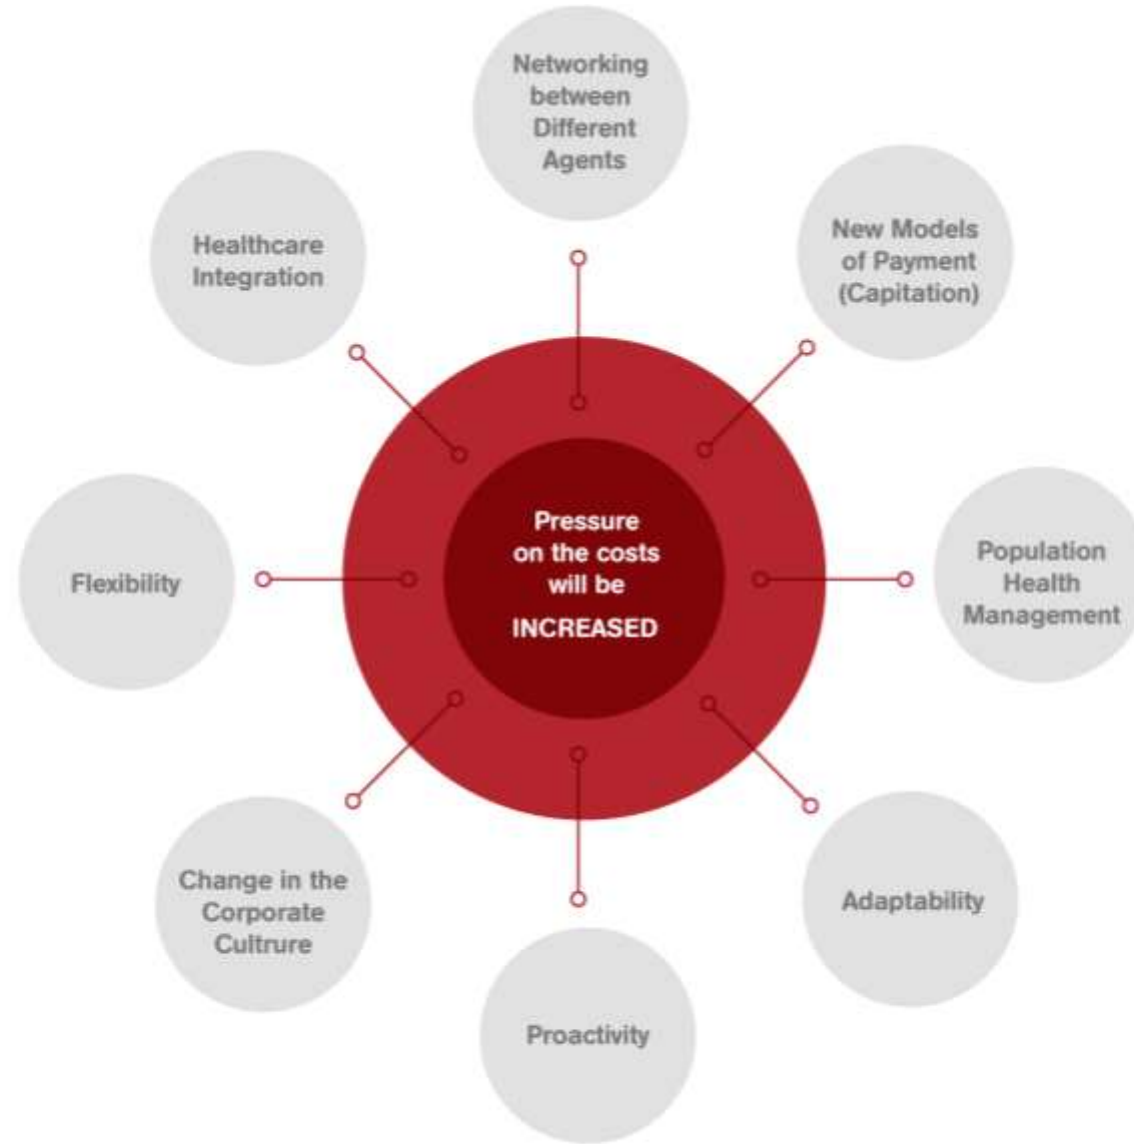 Networking
between
Different
Agents
New Models
of Payment
(Capitation)
Population
Health
Management
Adaptability
Proactivity
Change in the
Corporate
Cultrure
Flexibility
Healthcare
Integration
Pressure
on the costs
will be
INCREASED